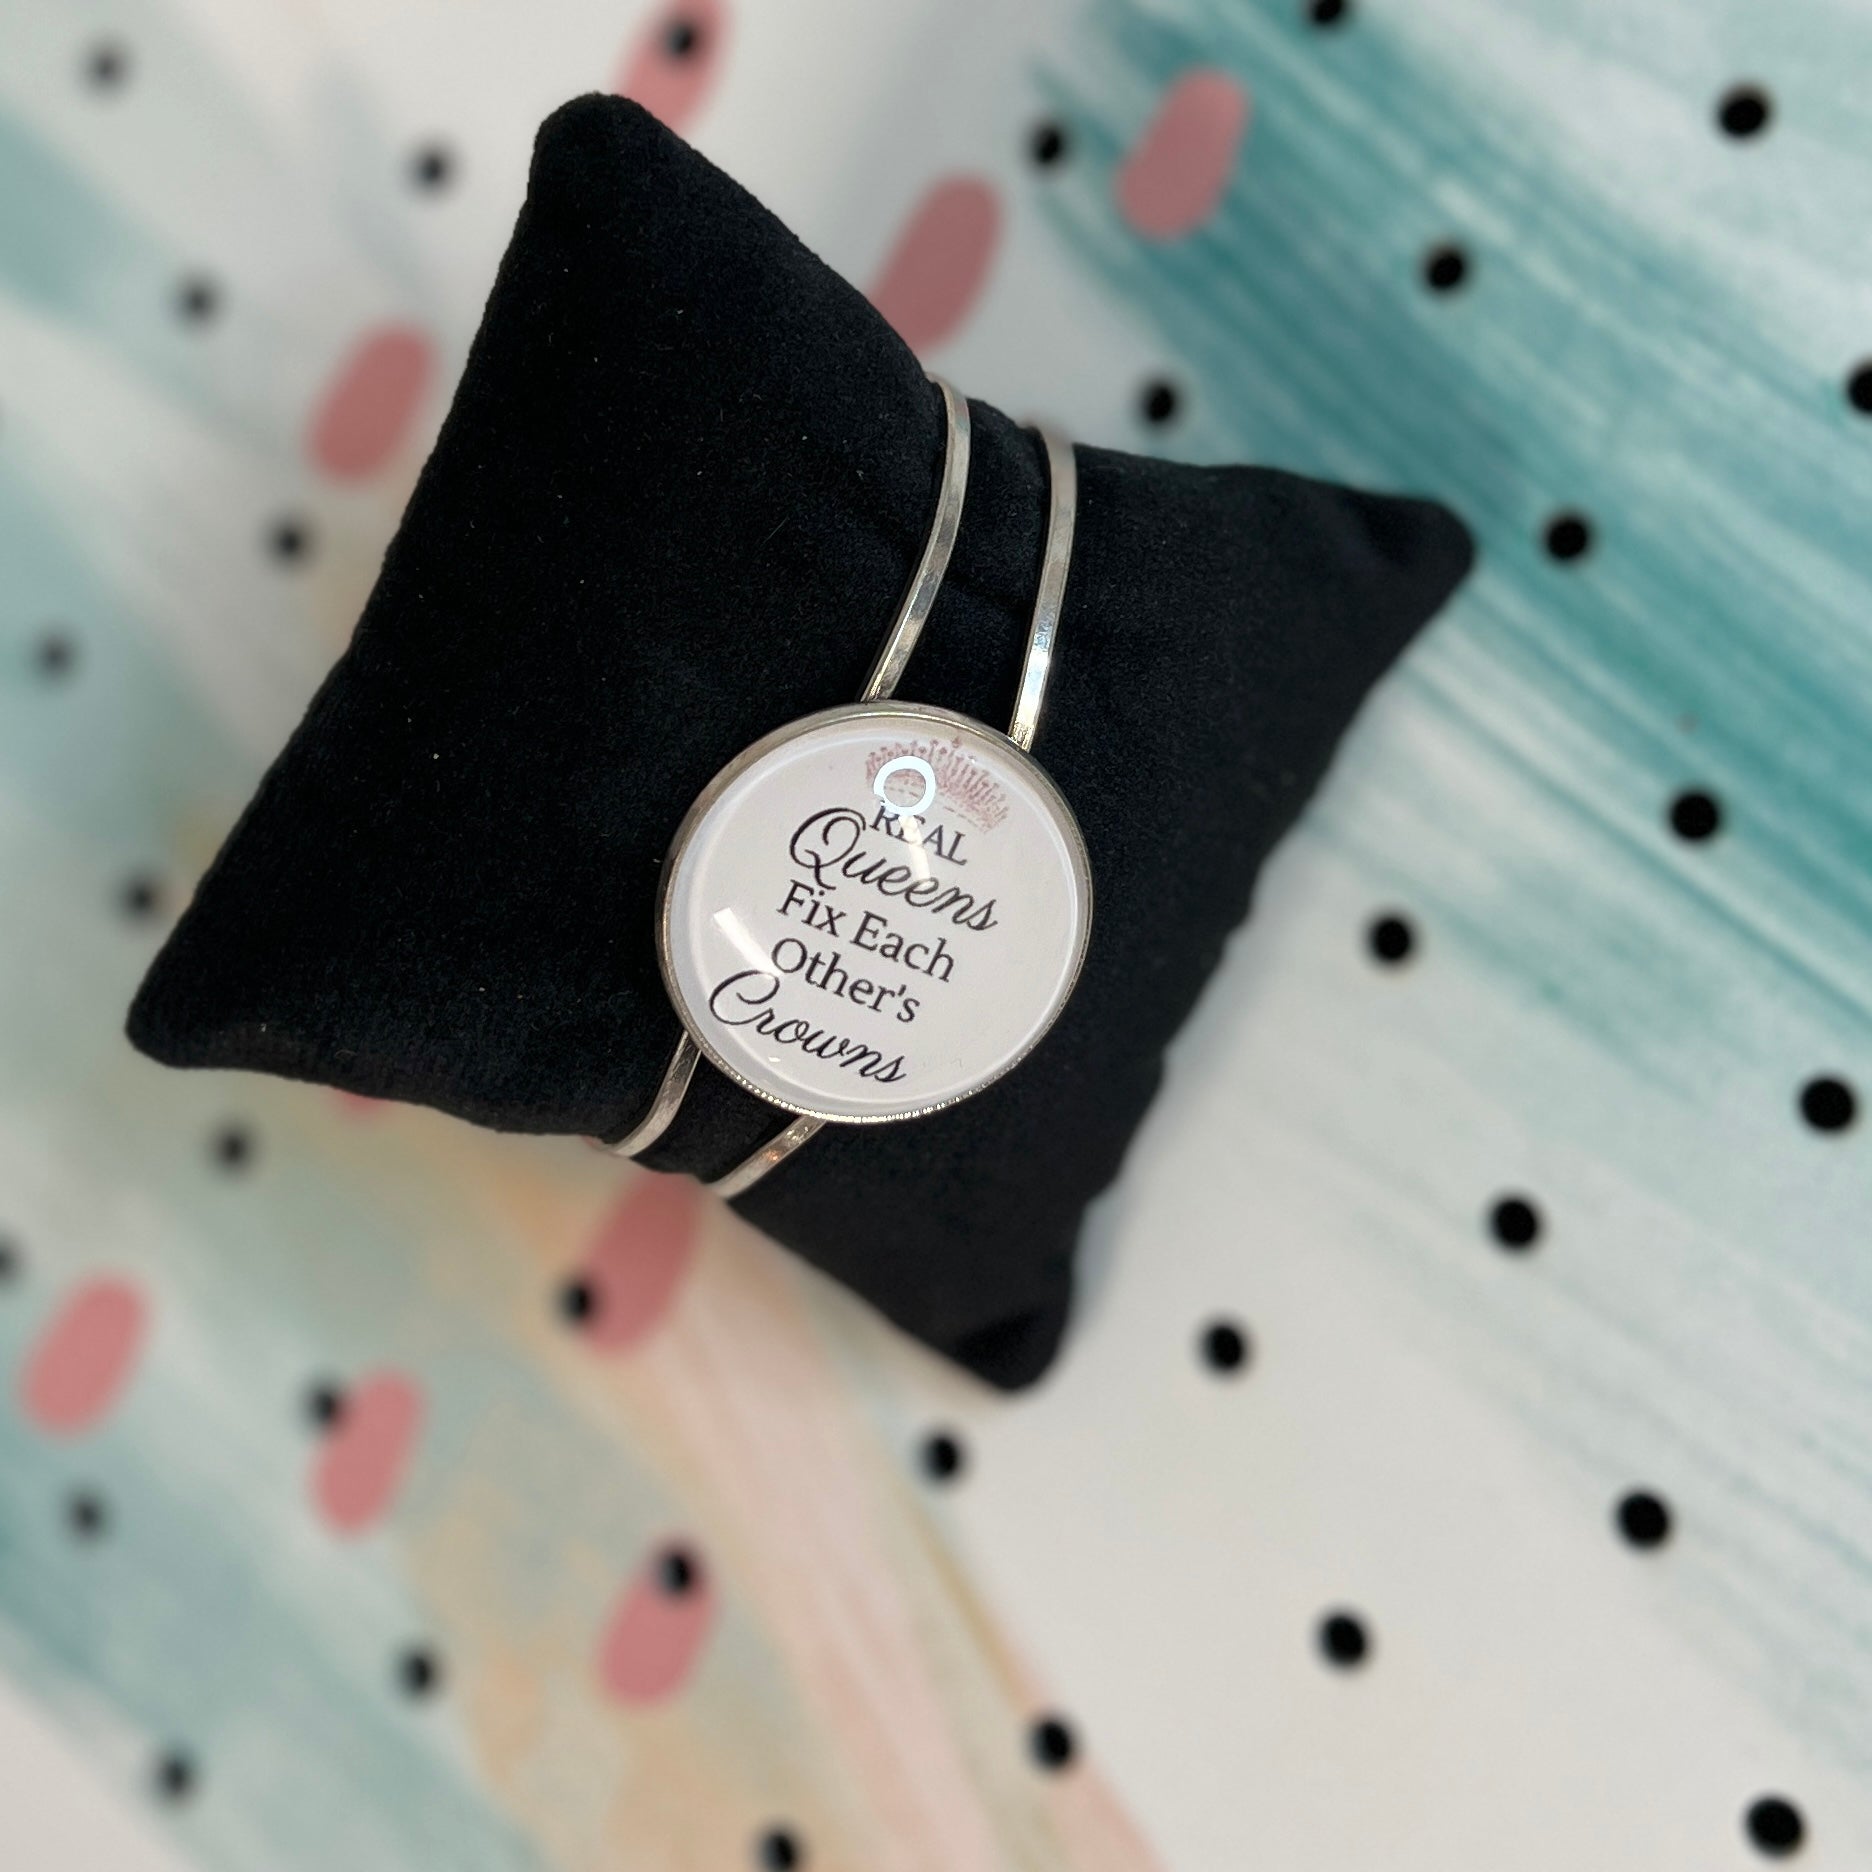 REAL
Queens
Fix Each
Other's
Crowns